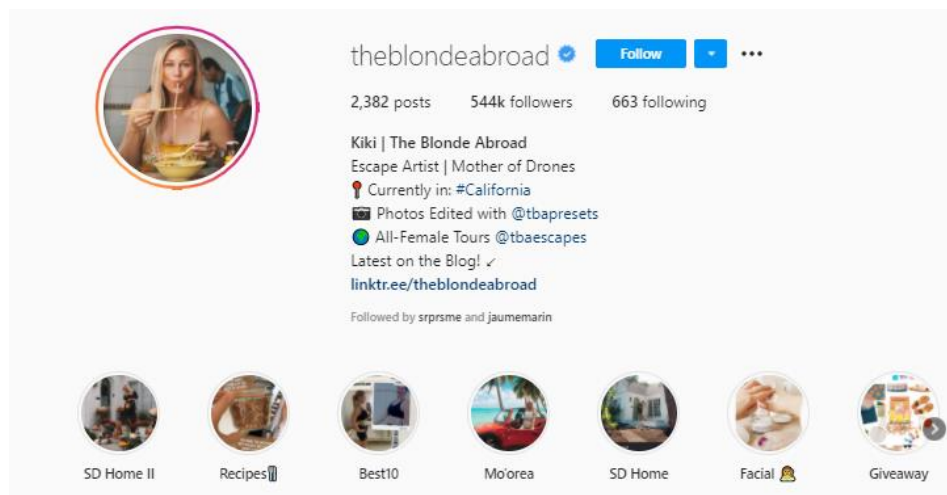 theblondeabroad Follow
2,382 posts 544k followers 663 following
Kiki | The Blonde Abroad
Escape Artist | Mother of Drones
📍 Currently in: #California
📷 Photos Edited with @tbapresets
🌍 All-Female Tours @tbaescapes
Latest on the Blog! ↙
linktr.ee/theblondeabroad
Followed by srprsme and jaumemarin
SD Home II Recipes🍴 Best10 Mo'orea SD Home Facial 💆‍♀️ Giveaway